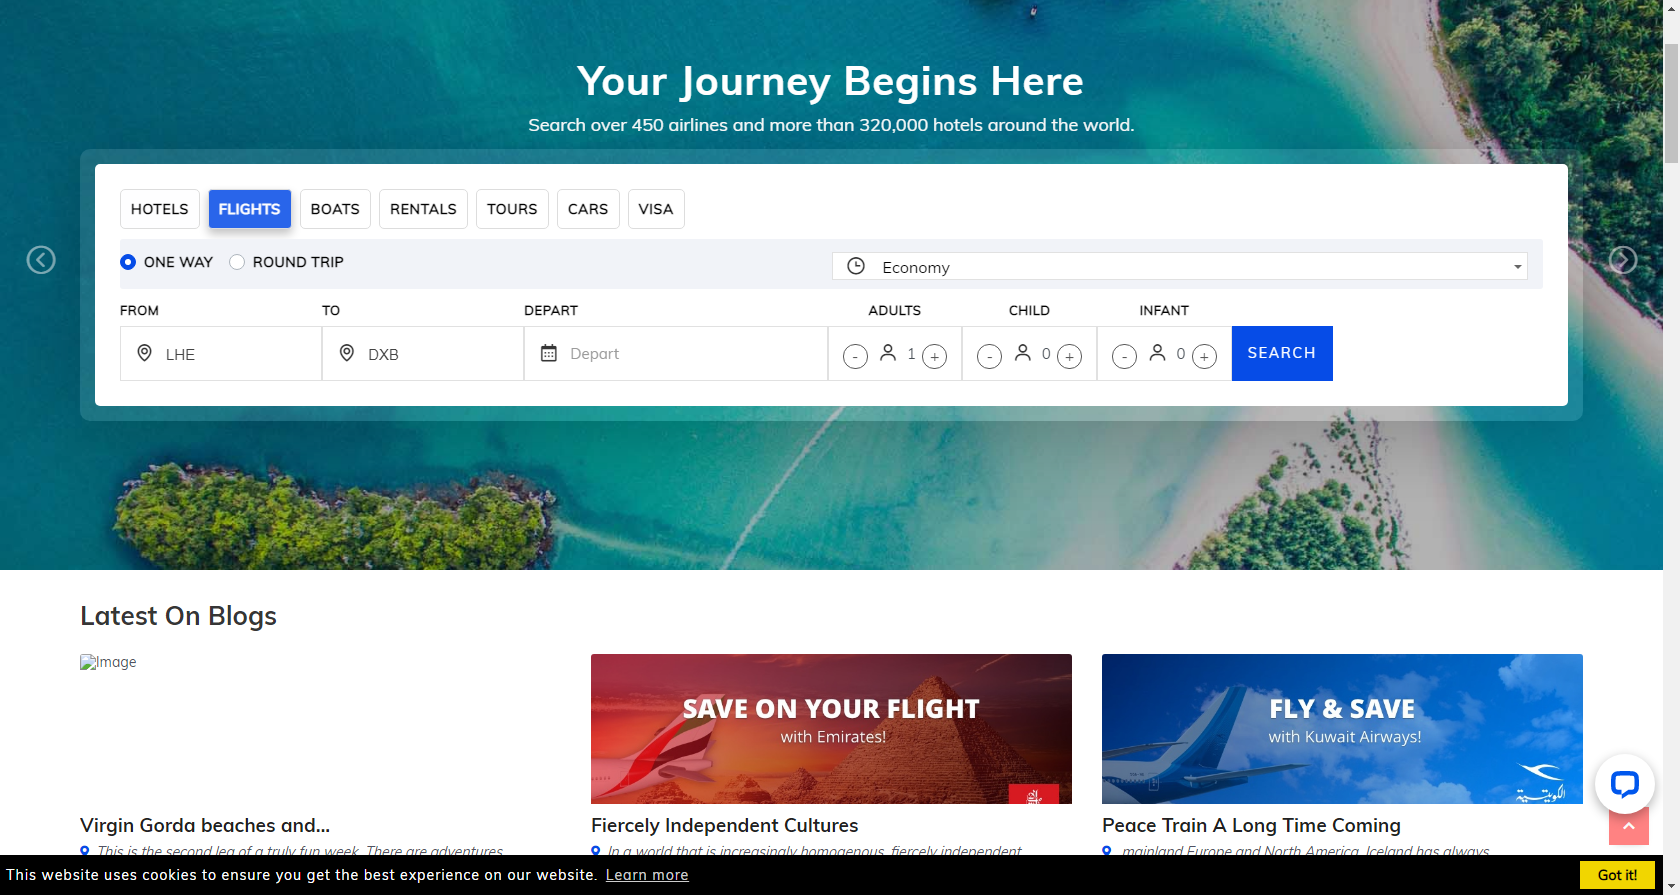 Your Journey Begins Here
Search over 450 airlines and more than 320,000 hotels around the world.
HOTELS FLIGHTS BOATS RENTALS TOURS CARS VISA
ONE WAY ROUND TRIP Economy
FROM TO DEPART ADULTS CHILD INFANT
LHE DXB Depart - 1 + - 0 + - 0 + SEARCH
Latest On Blogs
Image
SAVE ON YOUR FLIGHT
with Emirates!
FLY & SAVE
with Kuwait Airways!
الكويتية
Virgin Gorda beaches and...
Fiercely Independent Cultures
Peace Train A Long Time Coming
This is the second leg of a truly fun week. There are adventures
In a world that is increasingly homogenous, fiercely independent
mainland Europe and North America, Iceland has always
This website uses cookies to ensure you get the best experience on our website. Learn more Got it!